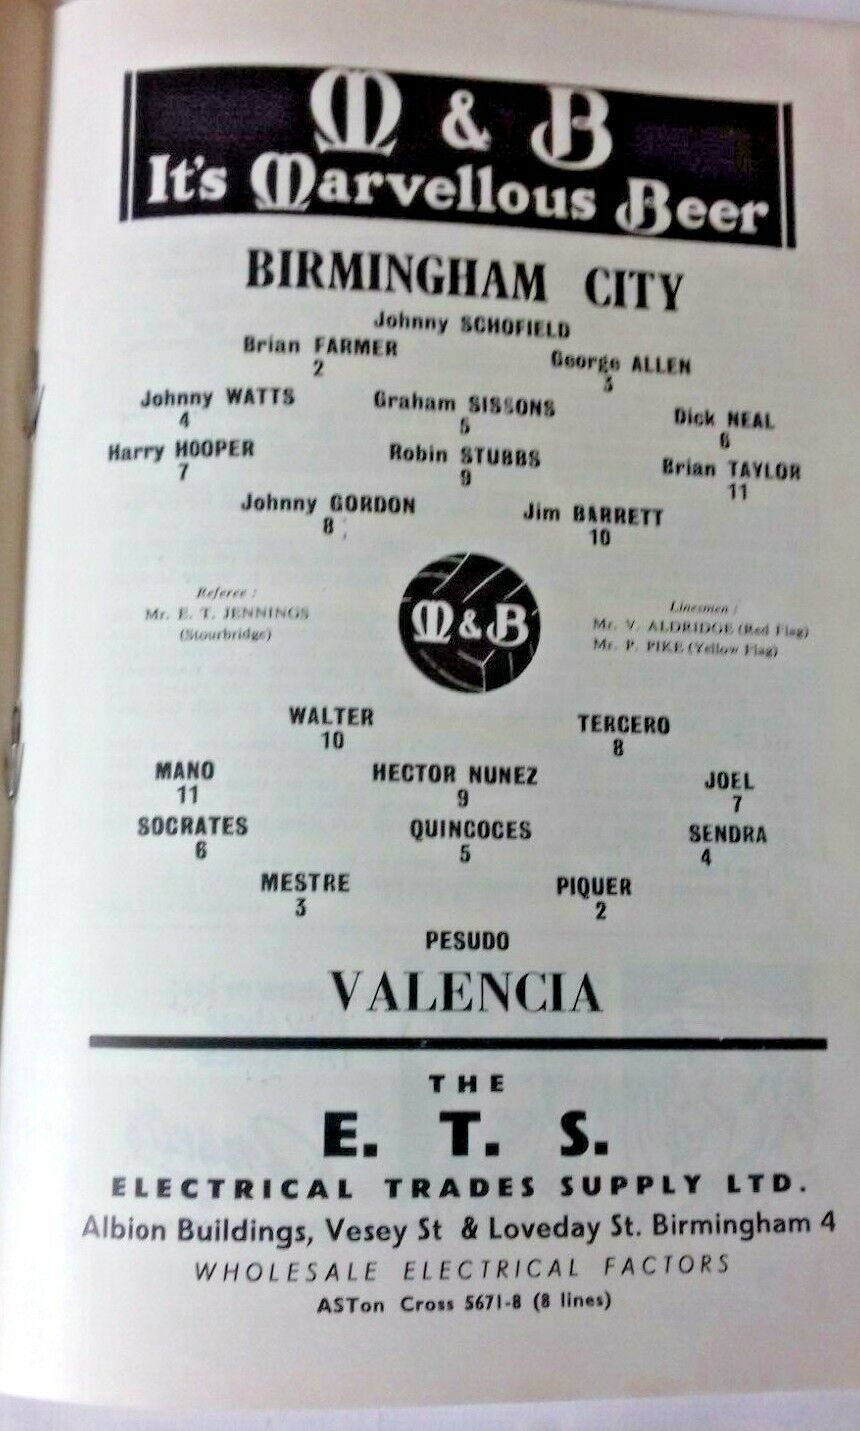 M & B
It's Marvellous Beer
BIRMINGHAM CITY
Johnny SCHOFIELD
Brian FARMER George ALLEN
2 3
Johnny WATTS Graham SISSONS Dick NEAL
4 5 6
Harry HOOPER Robin STUBBS Brian TAYLOR
7 9 11
Johnny GORDON Jim BARRETT
8 10
Referee :
Mr. E. T. JENNINGS
(Stourbridge)
M & B
Linesmen :
Mr. V. ALDRIDGE (Red Flag)
Mr. P. PIKE (Yellow Flag)
WALTER TERCERO
10 8
MANO HECTOR NUNEZ JOEL
11 9 7
SOCRATES QUINCOCES SENDRA
6 5 4
MESTRE PIQUER
3 2
PESUDO
VALENCIA
THE
E. T. S.
ELECTRICAL TRADES SUPPLY LTD.
Albion Buildings, Vesey St & Loveday St. Birmingham 4
WHOLESALE ELECTRICAL FACTORS
ASTon Cross 5671-8 (8 lines)